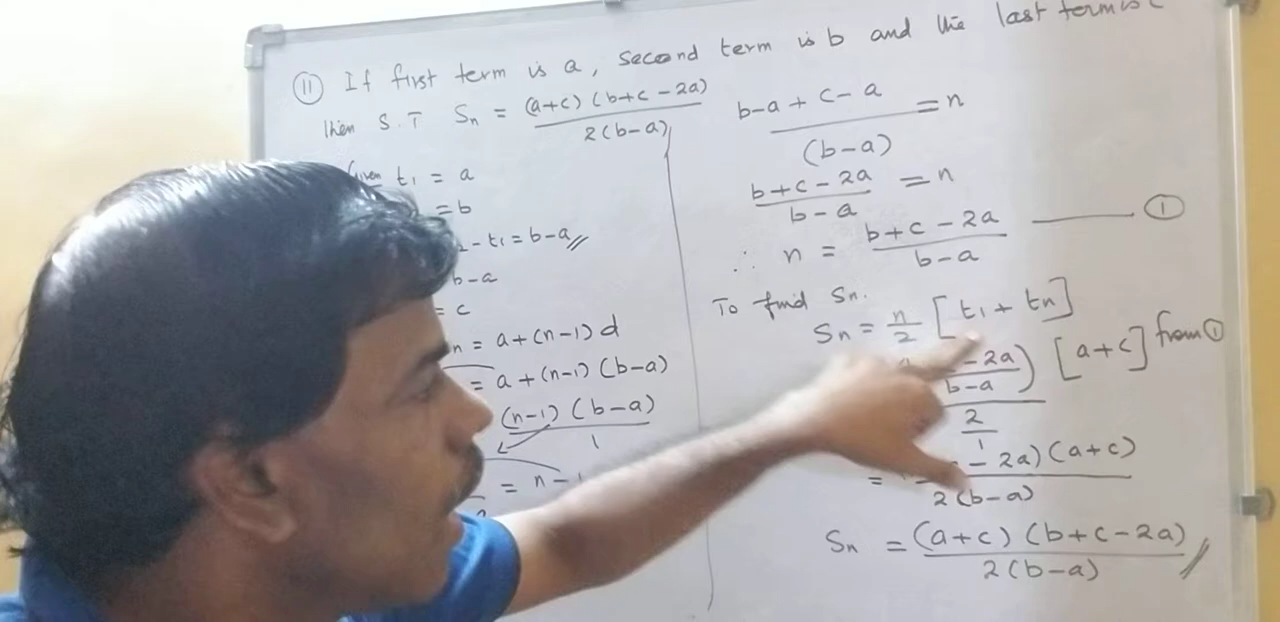 ⑪ If first term is a, second term is b and the last term is c
then S.T Sₙ = (a+c)(b+c-2a) / 2(b-a)
Given t₁ = a
= b
- t₁ = b-a //
b-a
= c
n = a+(n-1)d
= a+(n-1)(b-a)
(n-1)(b-a) / 1
= n-1
b-a + c-a / (b-a) = n
b+c-2a / b-a = n
∴ n = b+c-2a / b-a ——— ①
To find Sₙ.
Sₙ = n/2 [t₁+tₙ]
-2a) / b-a [a+c] from ①
2 / 1
= -2a)(a+c) / 2(b-a)
Sₙ = (a+c)(b+c-2a) / 2(b-a) //